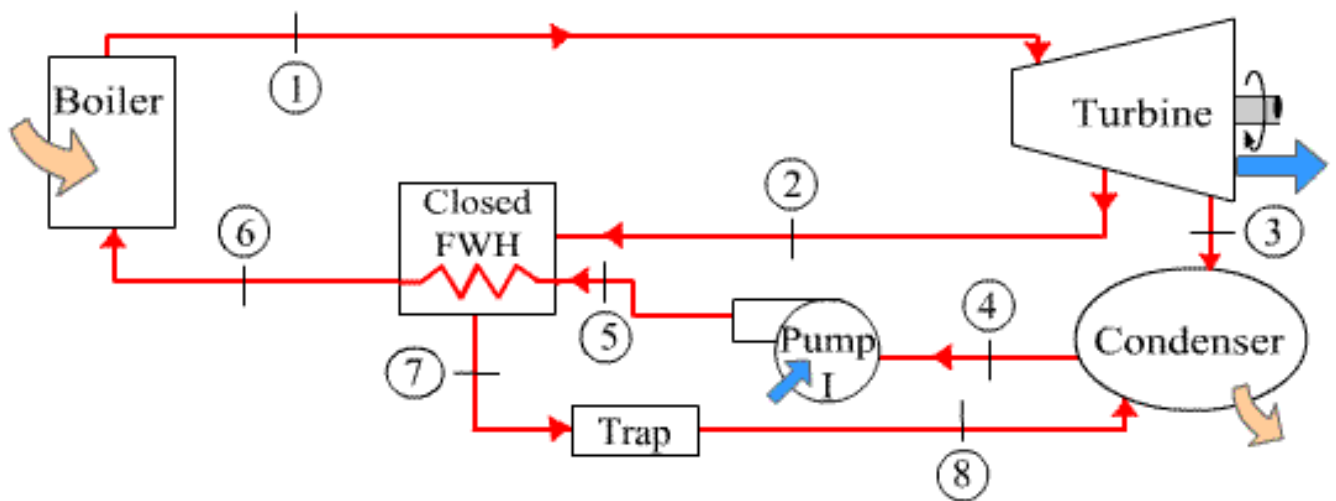 1
Boiler
Turbine
2
Closed
FWH
6
3
5
4
Pump
I
Condenser
7
Trap
8